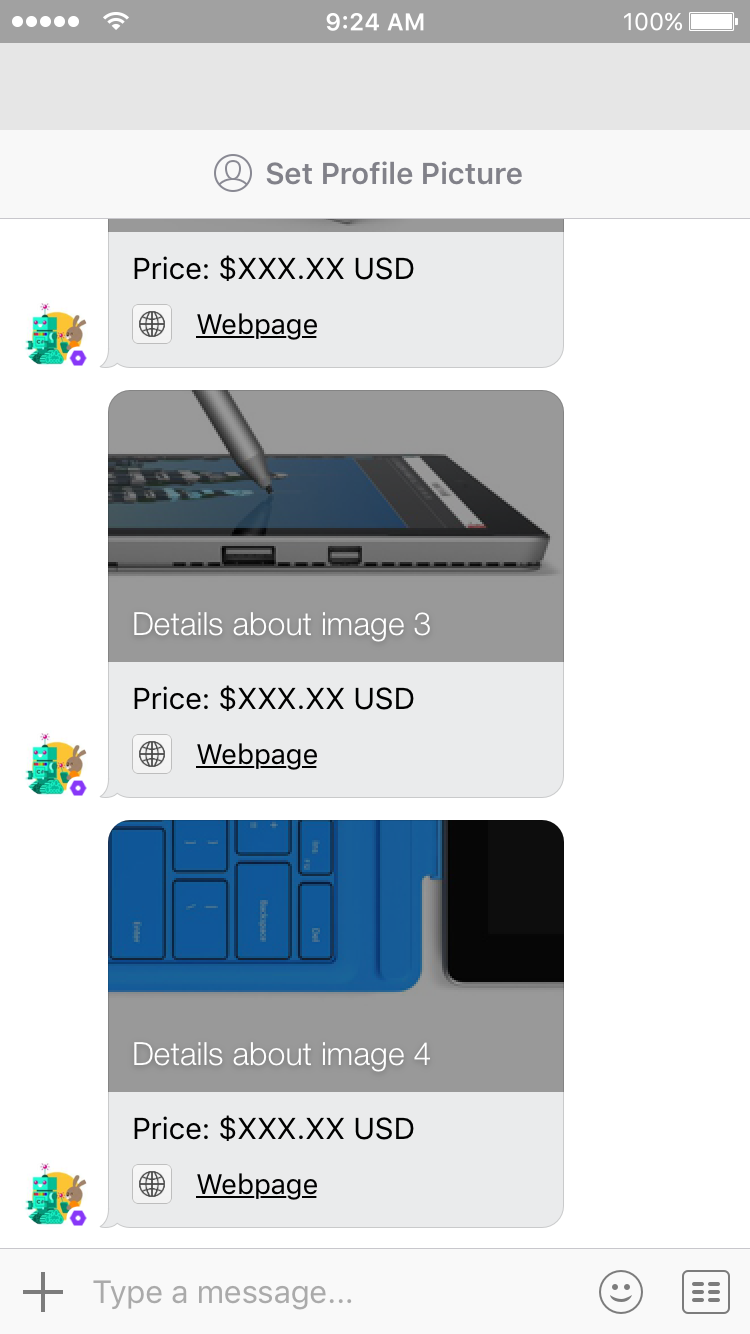 9:24 AM
100%
Set Profile Picture
Price: $XXX.XX USD
Webpage
Details about image 3
Price: $XXX.XX USD
Webpage
Enter
Backspace
Del
Details about image 4
Price: $XXX.XX USD
Webpage
Type a message...